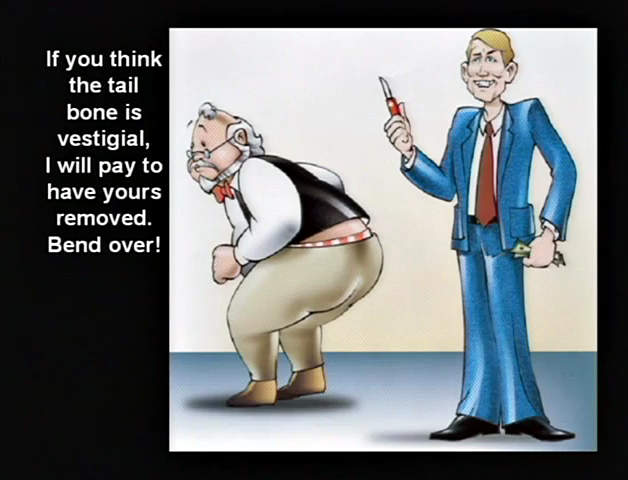 If you think
the tail
bone is
vestigial,
I will pay to
have yours
removed.
Bend over!